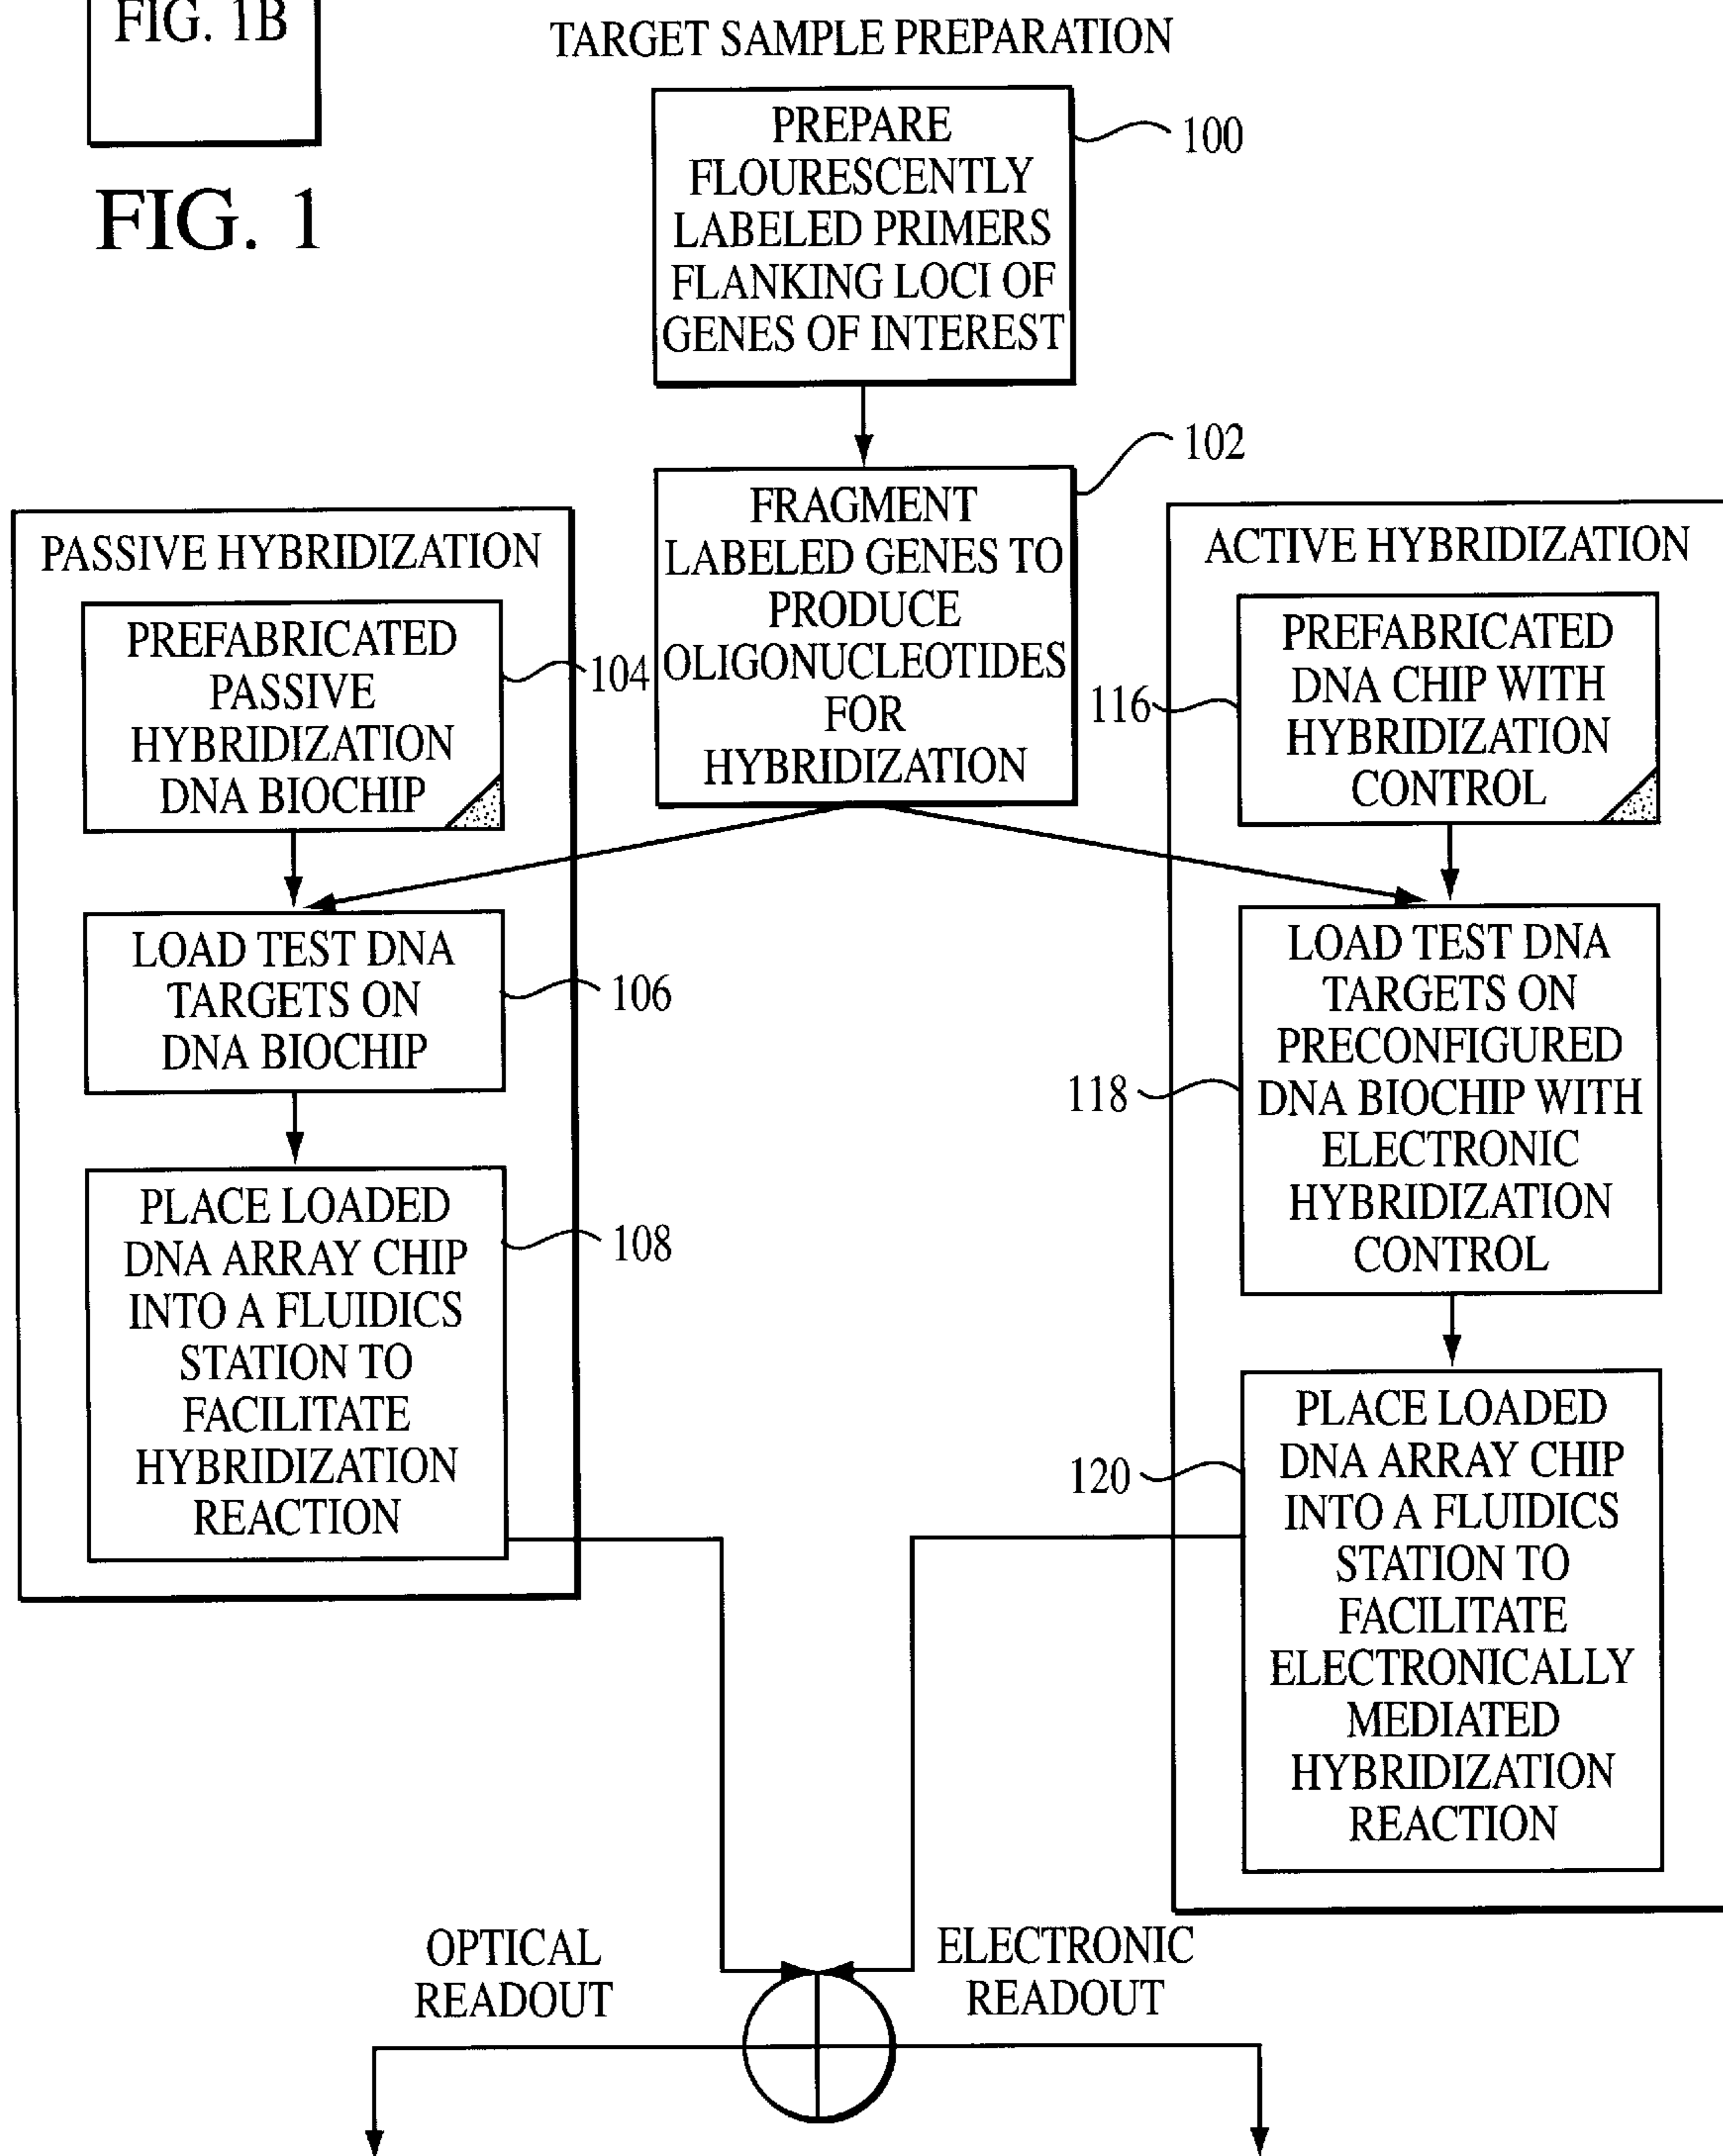 FIG. 1B
FIG. 1
TARGET SAMPLE PREPARATION
PREPARE
FLOURESCENTLY
LABELED PRIMERS
FLANKING LOCI OF
GENES OF INTEREST
100
FRAGMENT
LABELED GENES TO
PRODUCE
OLIGONUCLEOTIDES
FOR
HYBRIDIZATION
102
PASSIVE HYBRIDIZATION
PREFABRICATED
PASSIVE
HYBRIDIZATION
DNA BIOCHIP
104
LOAD TEST DNA
TARGETS ON
DNA BIOCHIP
106
PLACE LOADED
DNA ARRAY CHIP
INTO A FLUIDICS
STATION TO
FACILITATE
HYBRIDIZATION
REACTION
108
ACTIVE HYBRIDIZATION
PREFABRICATED
DNA CHIP WITH
HYBRIDIZATION
CONTROL
116
LOAD TEST DNA
TARGETS ON
PRECONFIGURED
DNA BIOCHIP WITH
ELECTRONIC
HYBRIDIZATION
CONTROL
118
PLACE LOADED
DNA ARRAY CHIP
INTO A FLUIDICS
STATION TO
FACILITATE
ELECTRONICALLY
MEDIATED
HYBRIDIZATION
REACTION
120
OPTICAL
READOUT
ELECTRONIC
READOUT